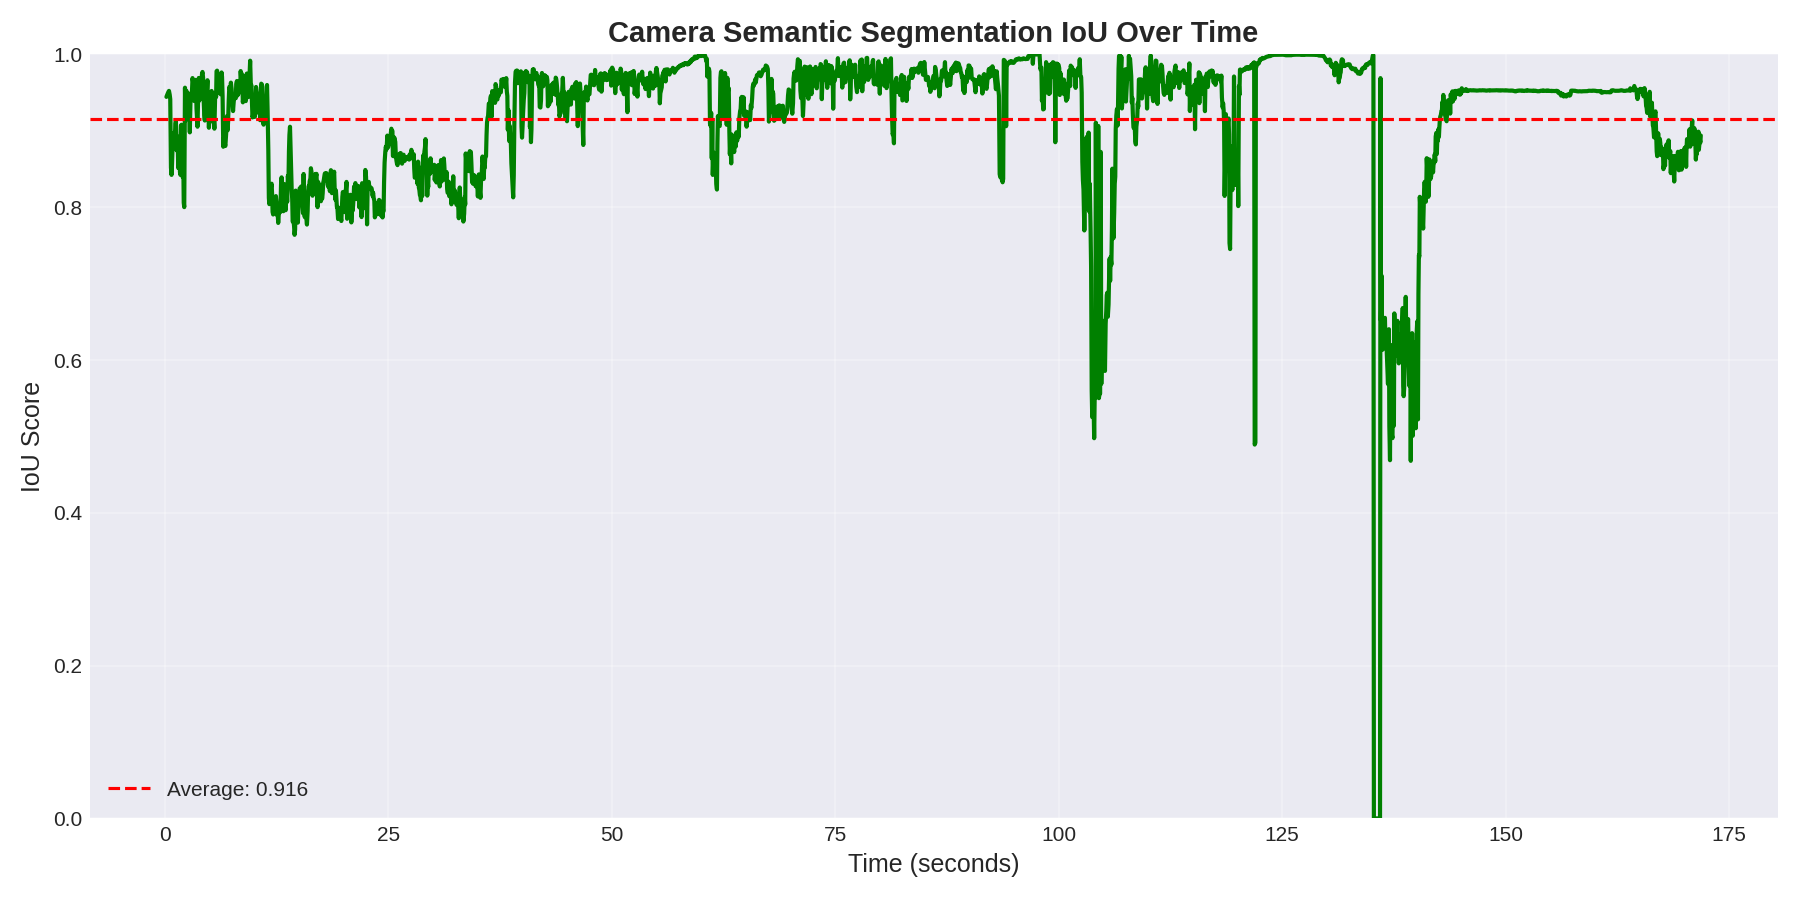 Camera Semantic Segmentation IoU Over Time
1.0
0.8
0.6
0.4
0.2
0.0
IoU Score
Average: 0.916
0 25 50 75 100 125 150 175
Time (seconds)